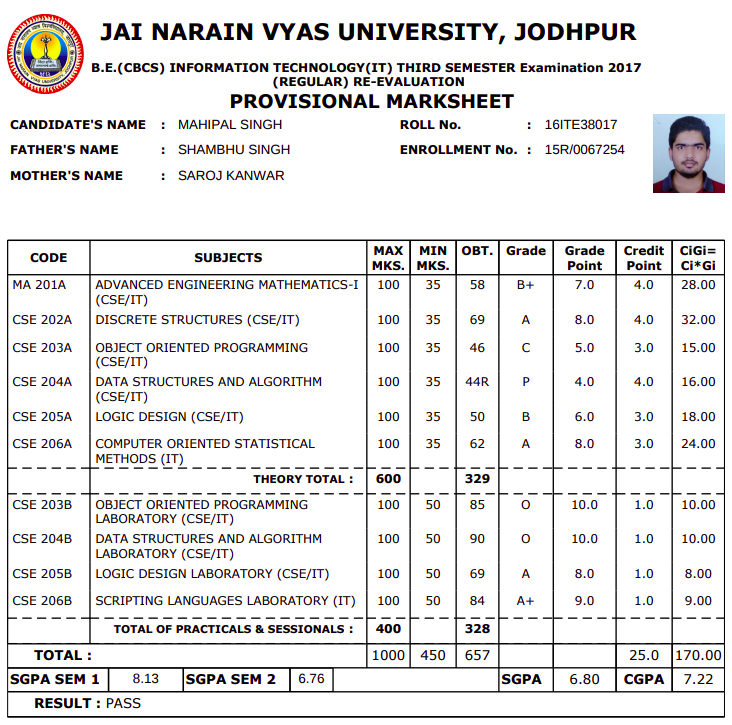 JAI NARAIN VYAS UNIVERSITY, JODHPUR
B.E.(CBCS) INFORMATION TECHNOLOGY(IT) THIRD SEMESTER Examination 2017
(REGULAR) RE-EVALUATION
PROVISIONAL MARKSHEET
CANDIDATE'S NAME : MAHIPAL SINGH ROLL No. : 16ITE38017
FATHER'S NAME : SHAMBHU SINGH ENROLLMENT No. : 15R/0067254
MOTHER'S NAME : SAROJ KANWAR
CODE SUBJECTS MAX MIN OBT. Grade Grade Credit CiGi=
MKS. MKS. Point Point Ci*Gi
MA 201A ADVANCED ENGINEERING MATHEMATICS-I 100 35 58 B+ 7.0 4.0 28.00
(CSE/IT)
CSE 202A DISCRETE STRUCTURES (CSE/IT) 100 35 69 A 8.0 4.0 32.00
CSE 203A OBJECT ORIENTED PROGRAMMING 100 35 46 C 5.0 3.0 15.00
(CSE/IT)
CSE 204A DATA STRUCTURES AND ALGORITHM 100 35 44R P 4.0 4.0 16.00
(CSE/IT)
CSE 205A LOGIC DESIGN (CSE/IT) 100 35 50 B 6.0 3.0 18.00
CSE 206A COMPUTER ORIENTED STATISTICAL 100 35 62 A 8.0 3.0 24.00
METHODS (IT)
THEORY TOTAL : 600 329
CSE 203B OBJECT ORIENTED PROGRAMMING 100 50 85 O 10.0 1.0 10.00
LABORATORY (CSE/IT)
CSE 204B DATA STRUCTURES AND ALGORITHM 100 50 90 O 10.0 1.0 10.00
LABORATORY (CSE/IT)
CSE 205B LOGIC DESIGN LABORATORY (CSE/IT) 100 50 69 A 8.0 1.0 8.00
CSE 206B SCRIPTING LANGUAGES LABORATORY (IT) 100 50 84 A+ 9.0 1.0 9.00
TOTAL OF PRACTICALS & SESSIONALS : 400 328
TOTAL : 1000 450 657 25.0 170.00
SGPA SEM 1 8.13 SGPA SEM 2 6.76 SGPA 6.80 CGPA 7.22
RESULT : PASS